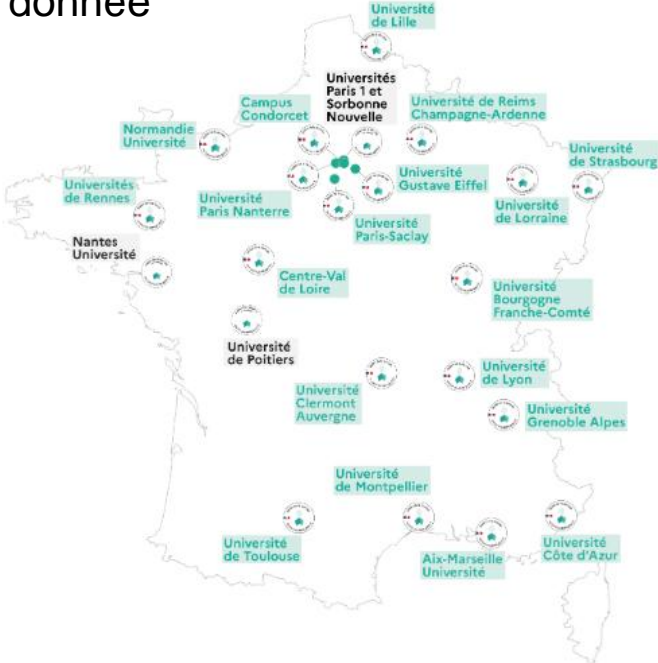 donnée
Université
de Lille
Universités
Paris 1 et
Sorbonne
Nouvelle
Campus
Condorcet
Université de Reims
Champagne-Ardenne
Normandie
Université
Université
de Strasbourg
Universités
de Rennes
Université
Paris Nanterre
Université
Gustave Eiffel
Université
de Lorraine
Université
Paris-Saclay
Nantes
Université
Centre-Val
de Loire
Université
Bourgogne
Franche-Comté
Université
de Poitiers
Université
Clermont
Auvergne
Université
de Lyon
Université
Grenoble Alpes
Université
de Montpellier
Université
de Toulouse
Aix-Marseille
Université
Université
Côte d'Azur